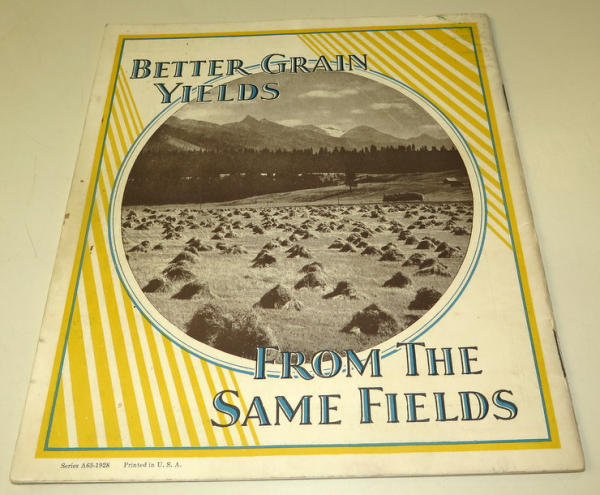 BETTER GRAIN
YIELDS
FROM THE
SAME FIELDS
Series A63-1928 Printed in U. S. A.